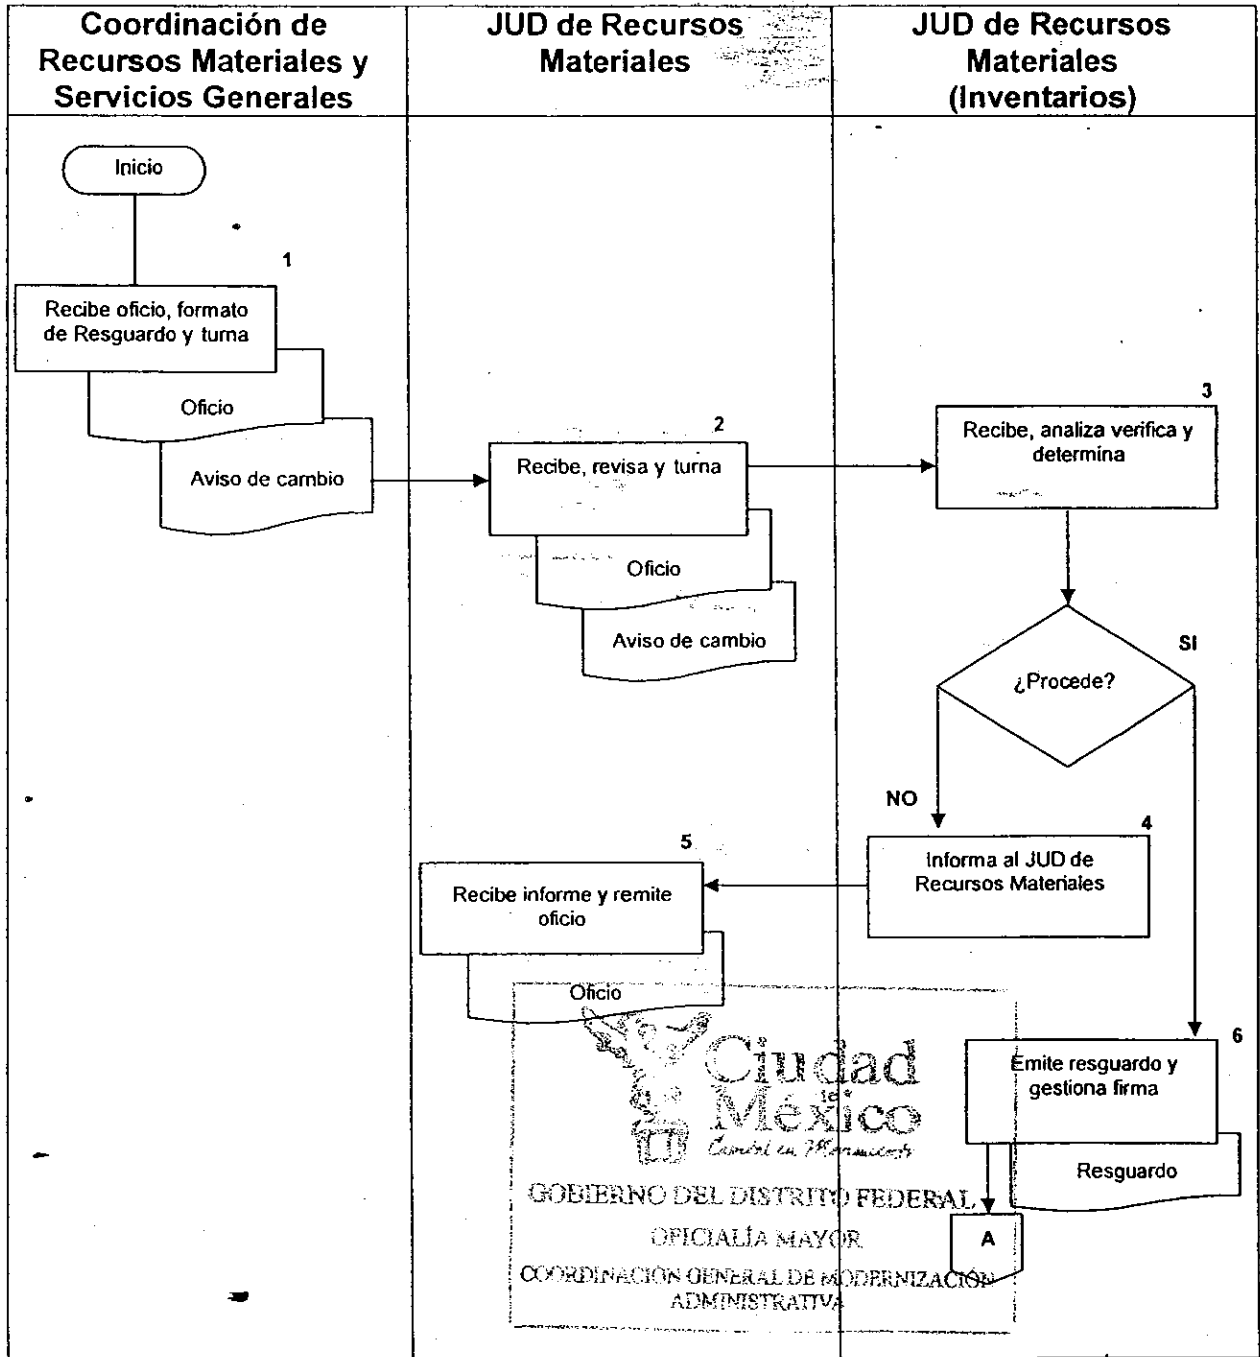 Coordinación de
Recursos Materiales y
Servicios Generales
JUD de Recursos
Materiales
JUD de Recursos
Materiales
(Inventarios)
Inicio
1
Recibe oficio, formato
de Resguardo y turna
Oficio
Aviso de cambio
2
Recibe, revisa y turna
Oficio
Aviso de cambio
3
Recibe, analiza verifica y
determina
¿Procede?
SI
NO
4
Informa al JUD de
Recursos Materiales
5
Recibe informe y remite
oficio
Oficio
6
Emite resguardo y
gestiona firma
Resguardo
A
Ciudad
de
México
Capital en Movimiento
GOBIERNO DEL DISTRITO FEDERAL
OFICIALÍA MAYOR
COORDINACIÓN GENERAL DE MODERNIZACIÓN
ADMINISTRATIVA